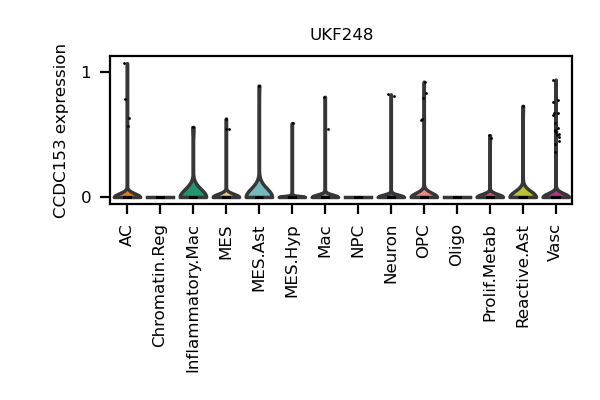 UKF248
CCDC153 expression
1
0
AC
Chromatin.Reg
Inflammatory.Mac
MES
MES.Ast
MES.Hyp
Mac
NPC
Neuron
OPC
Oligo
Prolif.Metab
Reactive.Ast
Vasc